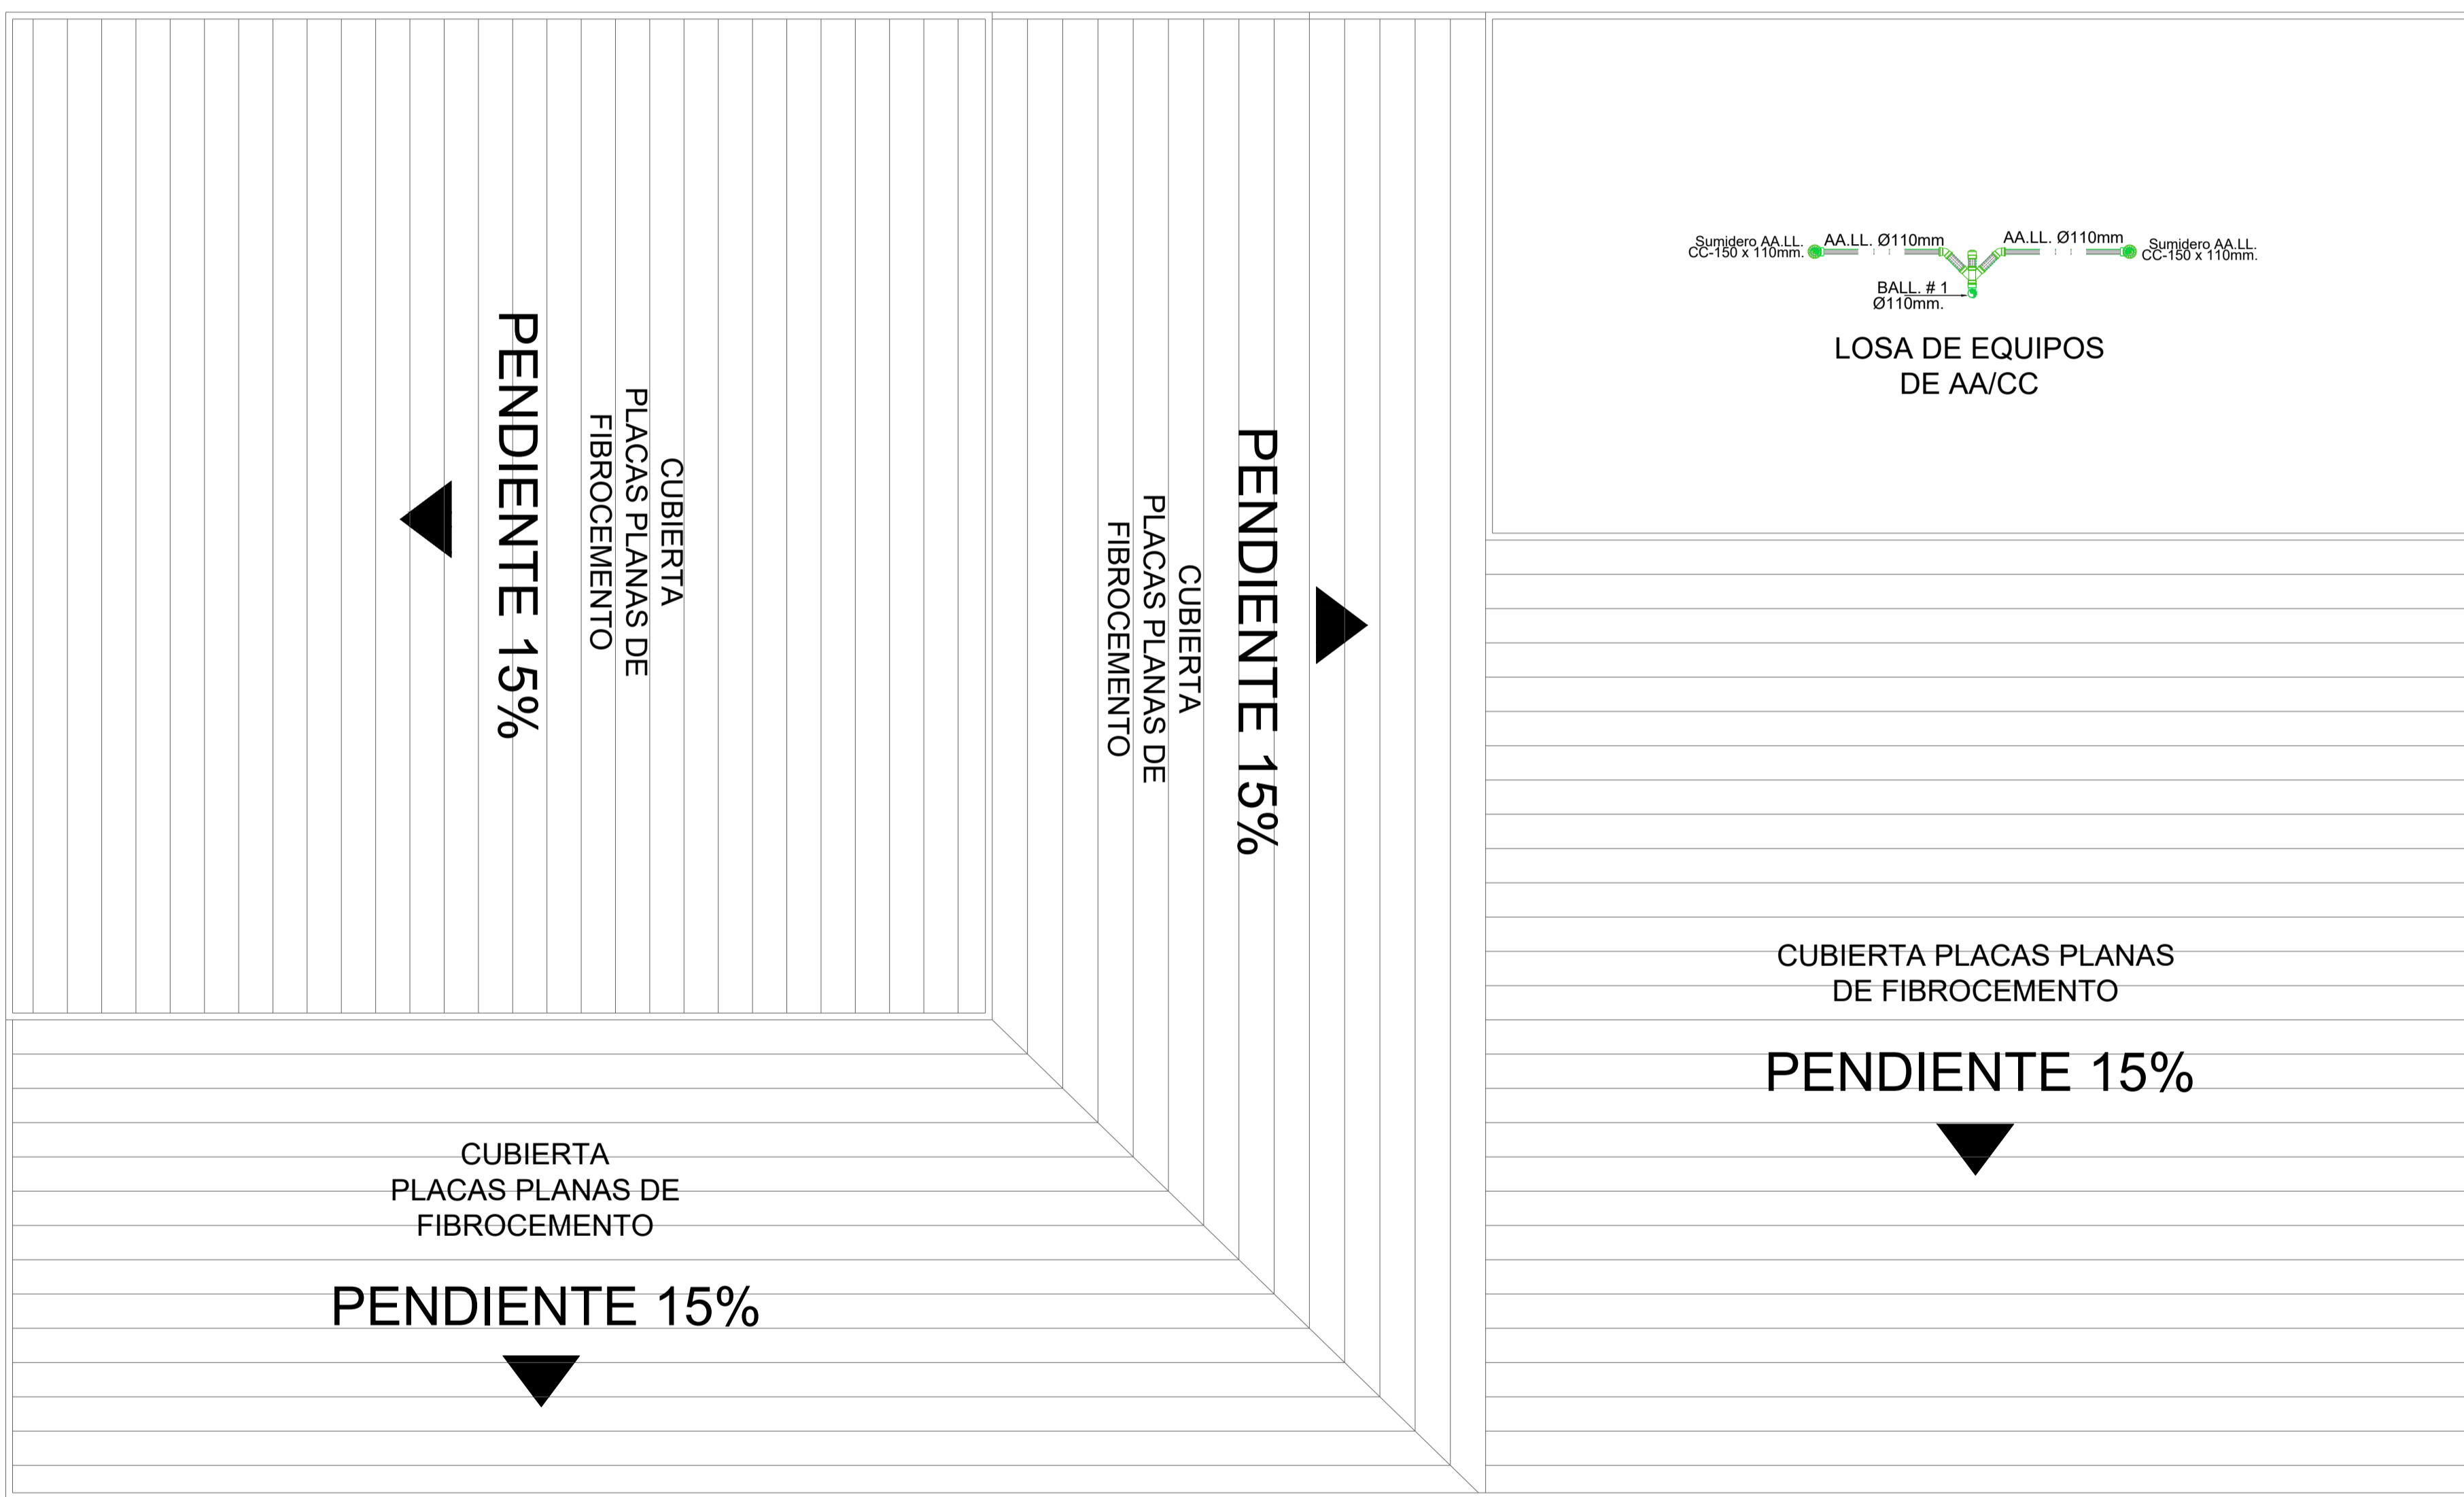 PENDIENTE 15%
CUBIERTA
PLACAS PLANAS DE
FIBROCEMENTO
PENDIENTE 15%
CUBIERTA
PLACAS PLANAS DE
FIBROCEMENTO
Sumidero AA.LL.
CC-150 x 110mm.
AA.LL. Ø110mm
AA.LL. Ø110mm
Sumidero AA.LL.
CC-150 x 110mm.
BALL. # 1
Ø110mm.
LOSA DE EQUIPOS
DE AA/CC
CUBIERTA PLACAS PLANAS
DE FIBROCEMENTO
PENDIENTE 15%
CUBIERTA
PLACAS PLANAS DE
FIBROCEMENTO
PENDIENTE 15%